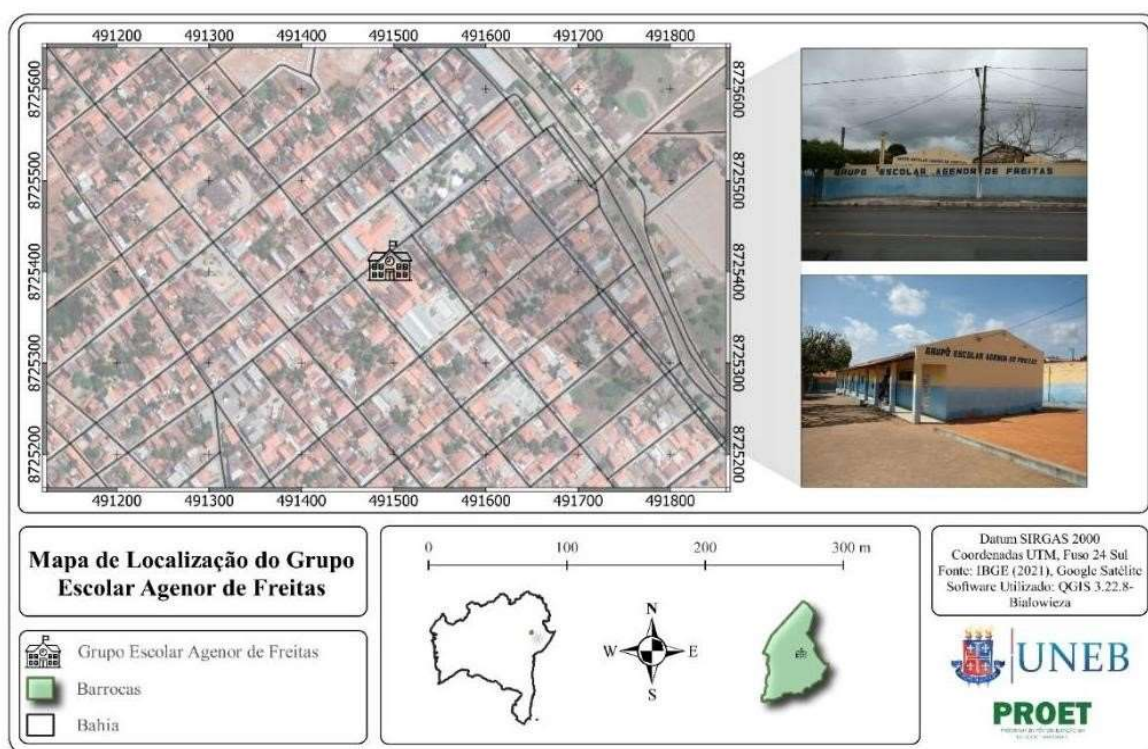 491200 491300 491400 491500 491600 491700 491800
8725600
8725500
8725400
8725300
8725200
8725600
8725500
8725400
8725300
8725200
491200 491300 491400 491500 491600 491700 491800
GRUPO ESCOLAR AGENOR DE FREITAS
GRUPO ESCOLAR AGENOR DE FREITAS
Mapa de Localização do Grupo
Escolar Agenor de Freitas
Grupo Escolar Agenor de Freitas
Barrocas
Bahia
0 100 200 300 m
N
W E
S
Datum SIRGAS 2000
Coordenadas UTM, Fuso 24 Sul
Fonte: IBGE (2021), Google Satélite
Software Utilizado: QGIS 3.22.8-
Bialowieza
UNEB
PROET